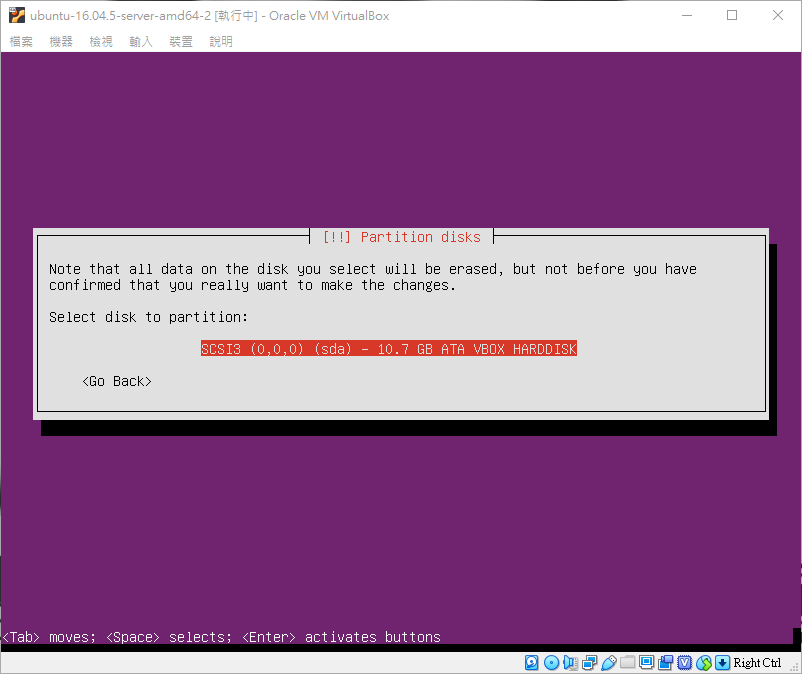 ubuntu-16.04.5-server-amd64-2 [執行中] - Oracle VM VirtualBox
檔案 機器 檢視 輸入 裝置 說明
[!!] Partition disks
Note that all data on the disk you select will be erased, but not before you have
confirmed that you really want to make the changes.
Select disk to partition:
SCSI3 (0,0,0) (sda) - 10.7 GB ATA VBOX HARDDISK
<Go Back>
<Tab> moves; <Space> selects; <Enter> activates buttons
Right Ctrl